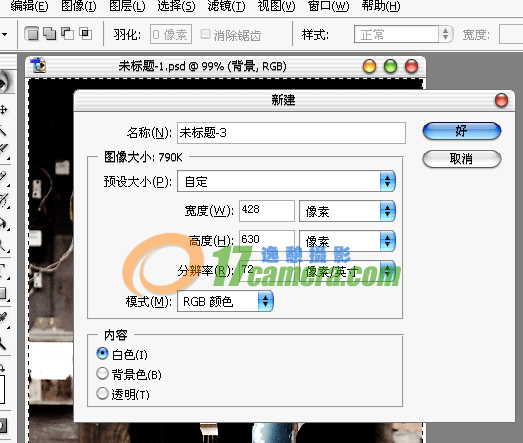 编辑(E) 图像(I) 图层(L) 选择(S) 滤镜(T) 视图(V) 窗口(W) 帮助(H)
羽化: 0 像素 消除锯齿 样式: 正常 宽度:
未标题-1.psd @ 99% (背景, RGB)
新建
名称(N): 未标题-3
好
图像大小: 790K
取消
预设大小(P): 自定
宽度(W): 428 像素
高度(H): 630 像素
逸韵摄影
17camera.com
分辨率(R): 72 像素/英寸
模式(M): RGB 颜色
内容
白色(I)
背景色(B)
透明(T)